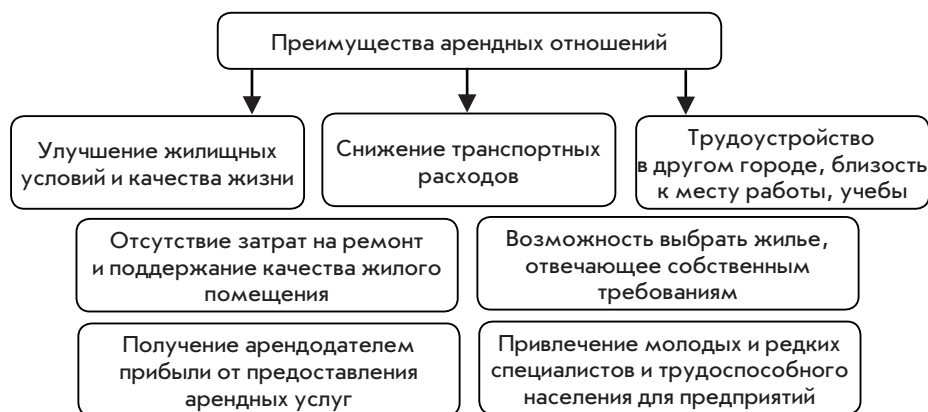 Преимущества арендных отношений
Улучшение жилищных
условий и качества жизни
Снижение транспортных
расходов
Трудоустройство
в другом городе, близость
к месту работы, учебы
Отсутствие затрат на ремонт
и поддержание качества жилого
помещения
Возможность выбрать жилье,
отвечающее собственным
требованиям
Получение арендодателем
прибыли от предоставления
арендных услуг
Привлечение молодых и редких
специалистов и трудоспособного
населения для предприятий